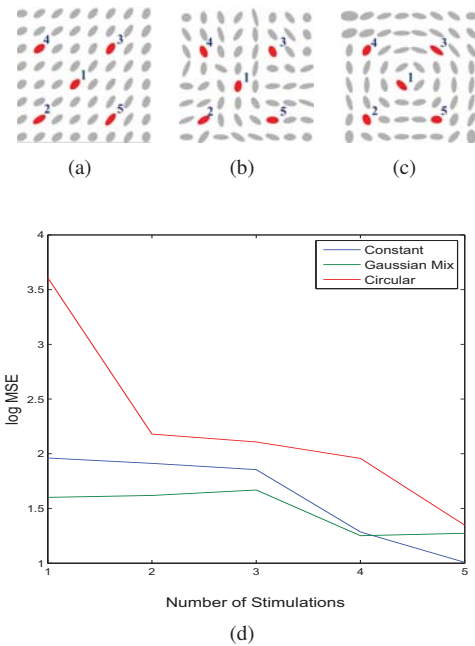 4 3 1 2 5
4 3 1 2 5
4 3 1 2 5
(a) (b) (c)
4
3.5
3
2.5
2
1.5
1
log MSE
Constant
Gaussian Mix
Circular
1 2 3 4 5
Number of Stimulations
(d)